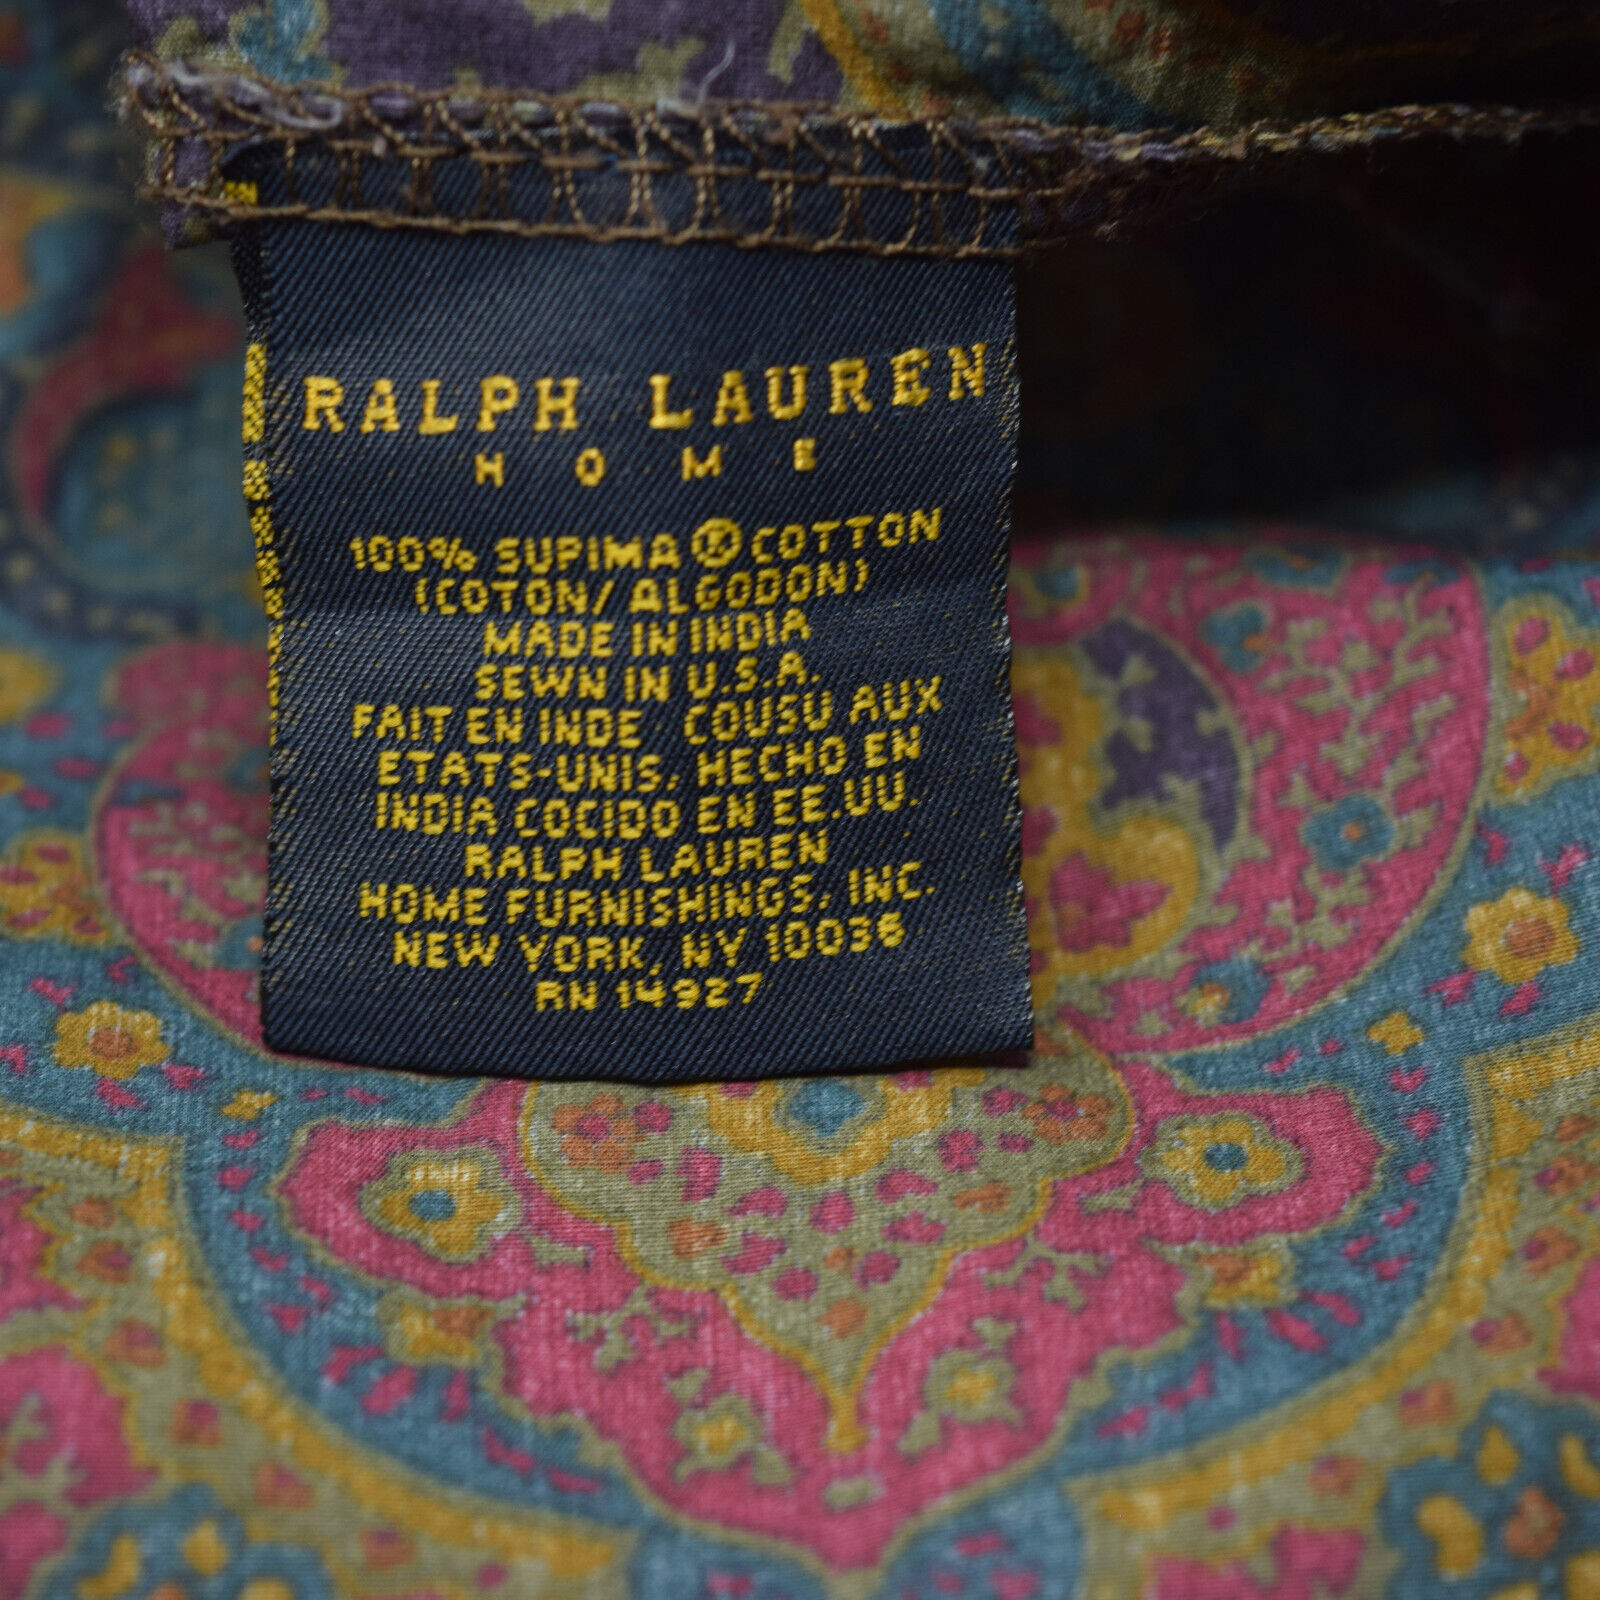 RALPH LAUREN
HOME
100% SUPIMA ® COTTON
(COTON/ ALGODON)
MADE IN INDIA
SEWN IN U.S.A.
FAIT EN INDE COUSU AUX
ETATS-UNIS, HECHO EN
INDIA COCIDO EN EE.UU.
RALPH LAUREN
HOME FURNISHINGS, INC.
NEW YORK, NY 10036
RN 14927